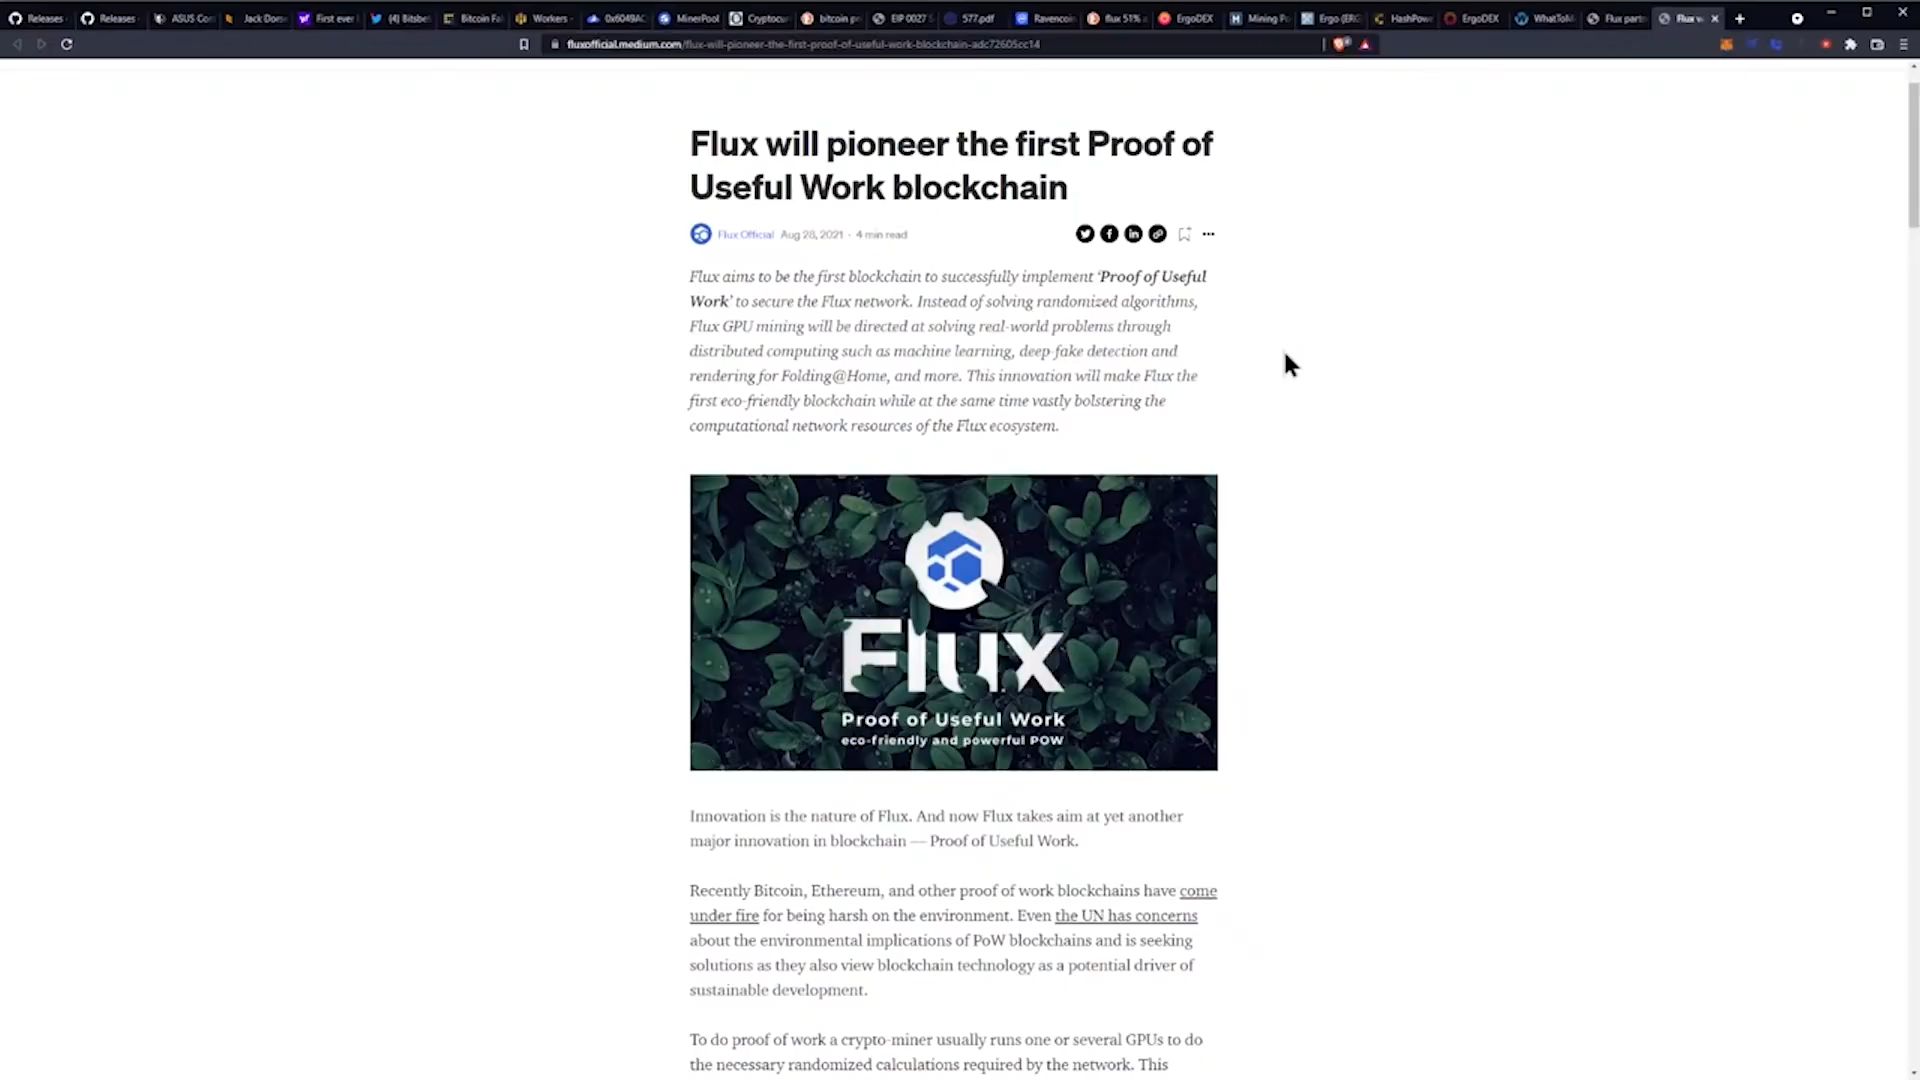 Releases
Releases
ASUS Co
Jack Dors
First ever
(4) Bitsbe
Bitcoin Fa
Workers -
0x6049AC
MinerPool
Cryptocu
bitcoin p
EIP 0027 S
577.pdf
Ravencoin
flux 51% a
ErgoDEX
Mining P
Ergo (ERG
HashPow
ErgoDEX
WhatToM
Flux part
Flux w
fluxofficial.medium.com/flux-will-pioneer-the-first-proof-of-useful-work-blockchain-adc72605cc14
Flux will pioneer the first Proof of
Useful Work blockchain
Flux Official Aug 28, 2021 · 4 min read
Flux aims to be the first blockchain to successfully implement ‘Proof of Useful
Work’ to secure the Flux network. Instead of solving randomized algorithms,
Flux GPU mining will be directed at solving real-world problems through
distributed computing such as machine learning, deep-fake detection and
rendering for Folding@Home, and more. This innovation will make Flux the
first eco-friendly blockchain while at the same time vastly bolstering the
computational network resources of the Flux ecosystem.
Flux
Proof of Useful Work
eco-friendly and powerful POW
Innovation is the nature of Flux. And now Flux takes aim at yet another
major innovation in blockchain — Proof of Useful Work.
Recently Bitcoin, Ethereum, and other proof of work blockchains have come
under fire for being harsh on the environment. Even the UN has concerns
about the environmental implications of PoW blockchains and is seeking
solutions as they also view blockchain technology as a potential driver of
sustainable development.
To do proof of work a crypto-miner usually runs one or several GPUs to do
the necessary randomized calculations required by the network. This